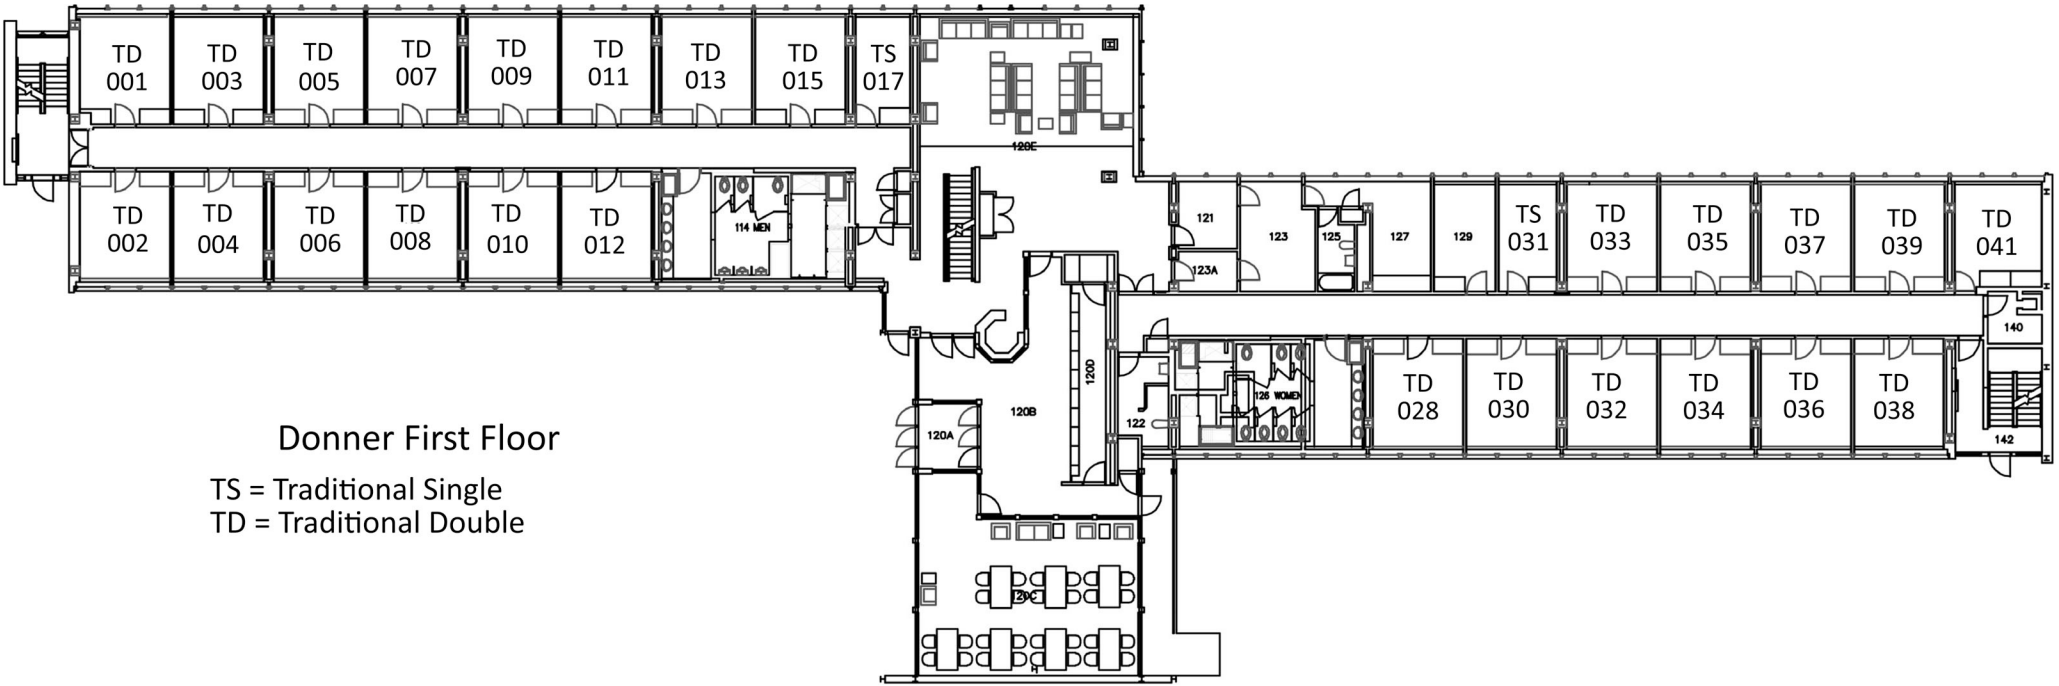 TD TD TD TD TD TD TD TD TS
001 003 005 007 009 011 013 015 017
120E
TD TD TD TD TD TD
002 004 006 008 010 012
114 MEN
121
123
123A
125
127
129
TS TD TD TD TD TD
031 033 035 037 039 041
140
120D
120B
120A
122
126 WOMEN
TD TD TD TD TD TD
028 030 032 034 036 038
142
Donner First Floor
TS = Traditional Single
TD = Traditional Double
120C